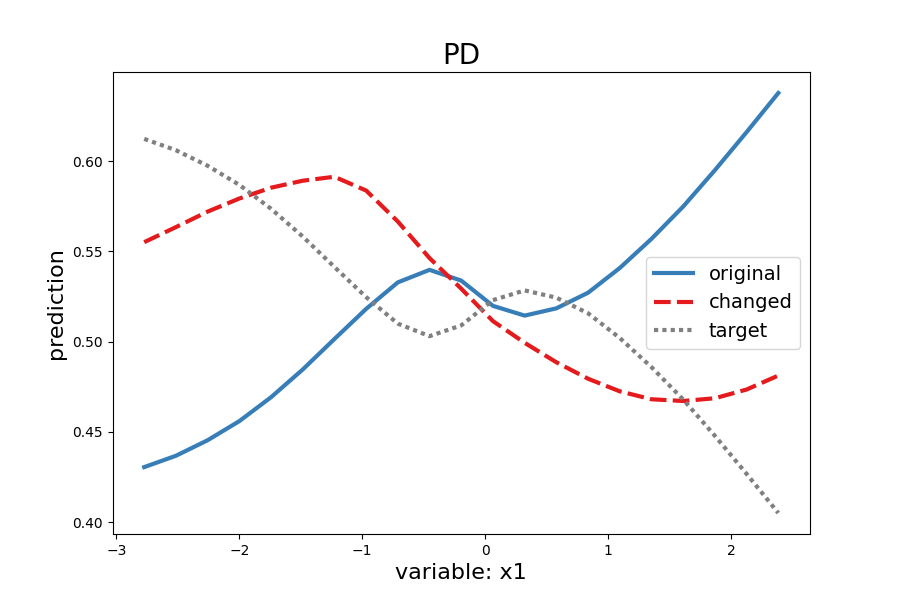 PD
prediction
0.60
0.55
0.50
0.45
0.40
original
changed
target
−3 −2 −1 0 1 2
variable: x1